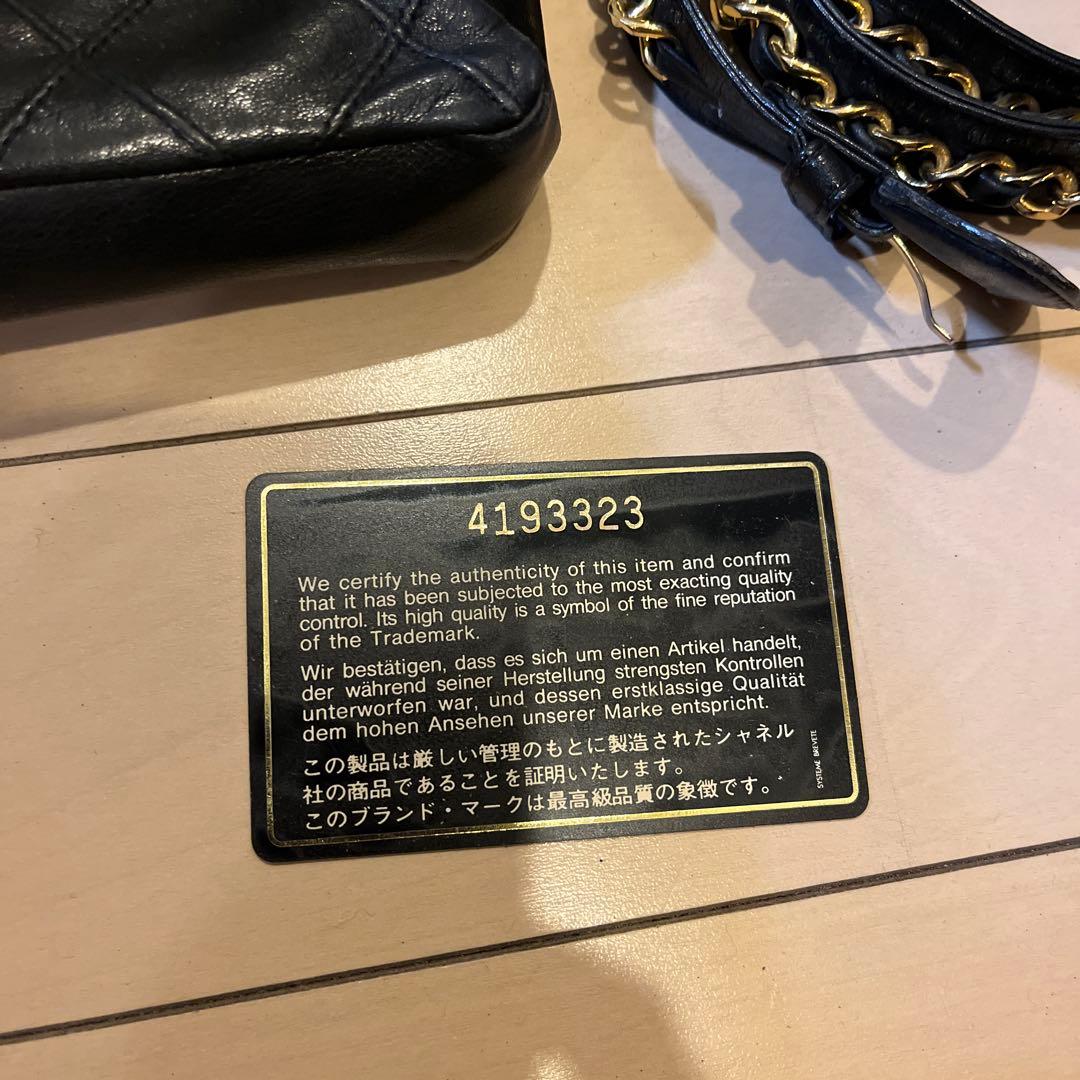 4193323
We certify the authenticity of this item and confirm
that it has been subjected to the most exacting quality
control. Its high quality is a symbol of the fine reputation
of the Trademark.
Wir bestätigen, dass es sich um einen Artikel handelt,
der während seiner Herstellung strengsten Kontrollen
unterworfen war, und dessen erstklassige Qualität
dem hohen Ansehen unserer Marke entspricht.
この製品は厳しい管理のもとに製造されたシャネル
社の商品であることを証明いたします。
このブランド・マークは最高級品質の象徴です。
SYSTEME BREVETE